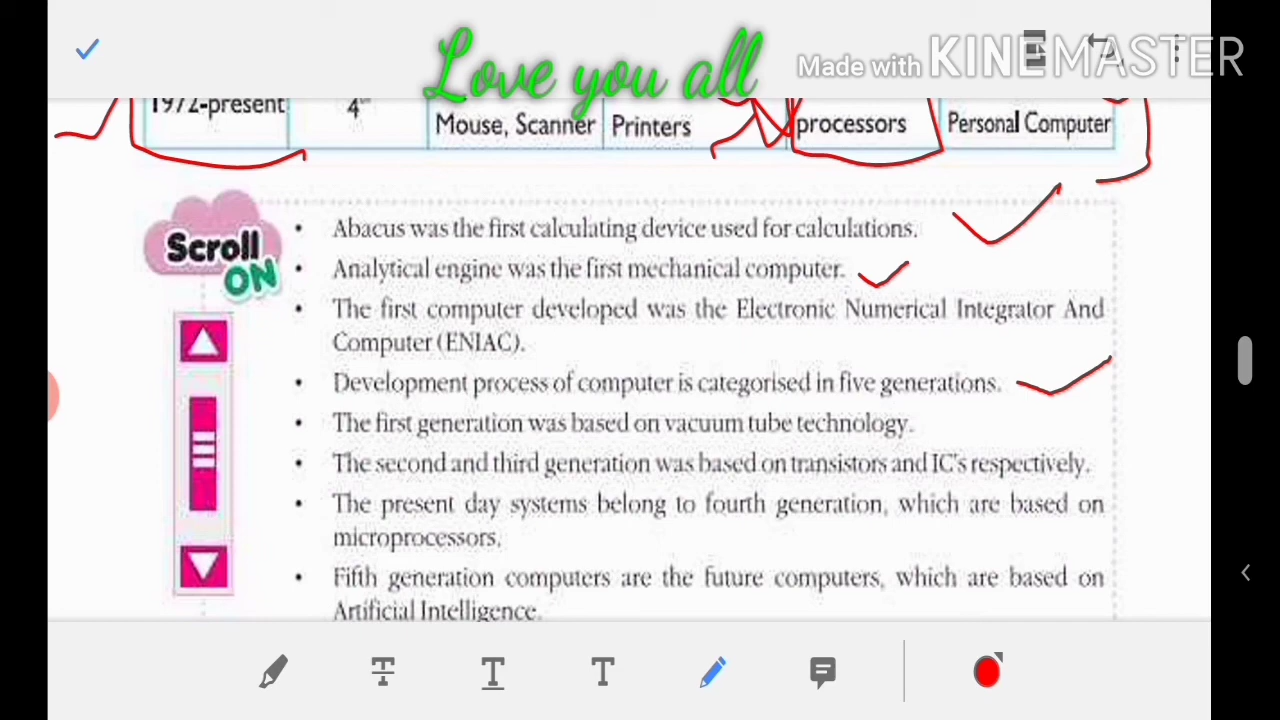 Love you all
Made with KINEMASTER
1972-present 4th Mouse, Scanner Printers processors Personal Computer
Scroll ON
• Abacus was the first calculating device used for calculations.
• Analytical engine was the first mechanical computer.
• The first computer developed was the Electronic Numerical Integrator And
Computer (ENIAC).
• Development process of computer is categorised in five generations.
• The first generation was based on vacuum tube technology.
• The second and third generation was based on transistors and IC's respectively.
• The present day systems belong to fourth generation, which are based on
microprocessors.
• Fifth generation computers are the future computers, which are based on
Artificial Intelligence.
T T T